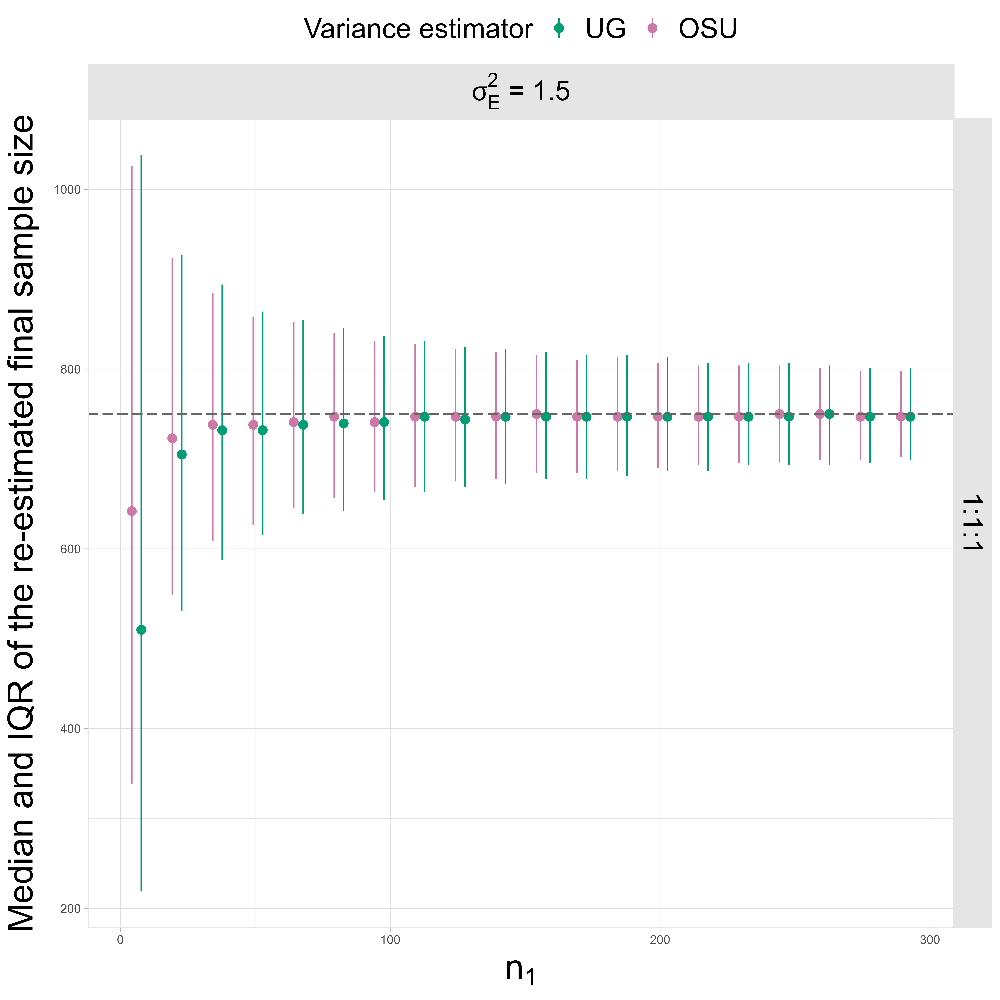 Variance estimator UG OSU
σ²E = 1.5
Median and IQR of the re-estimated final sample size
1000
800
600
400
200
1:1:1
0 100 200 300
n1